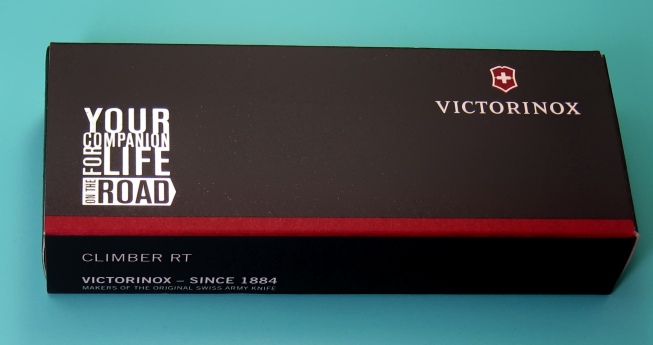 YOUR
COMPANION
FOR LIFE
ON THE ROAD
VICTORINOX
CLIMBER RT
VICTORINOX – SINCE 1884
MAKERS OF THE ORIGINAL SWISS ARMY KNIFE